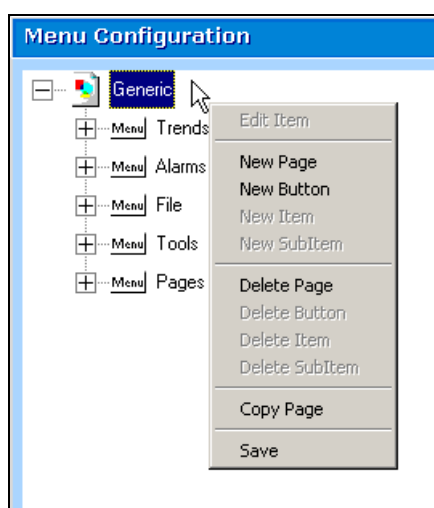 Menu Configuration
Generic
Menu Trends
Menu Alarms
Menu File
Menu Tools
Menu Pages
Edit Item
New Page
New Button
New Item
New SubItem
Delete Page
Delete Button
Delete Item
Delete SubItem
Copy Page
Save